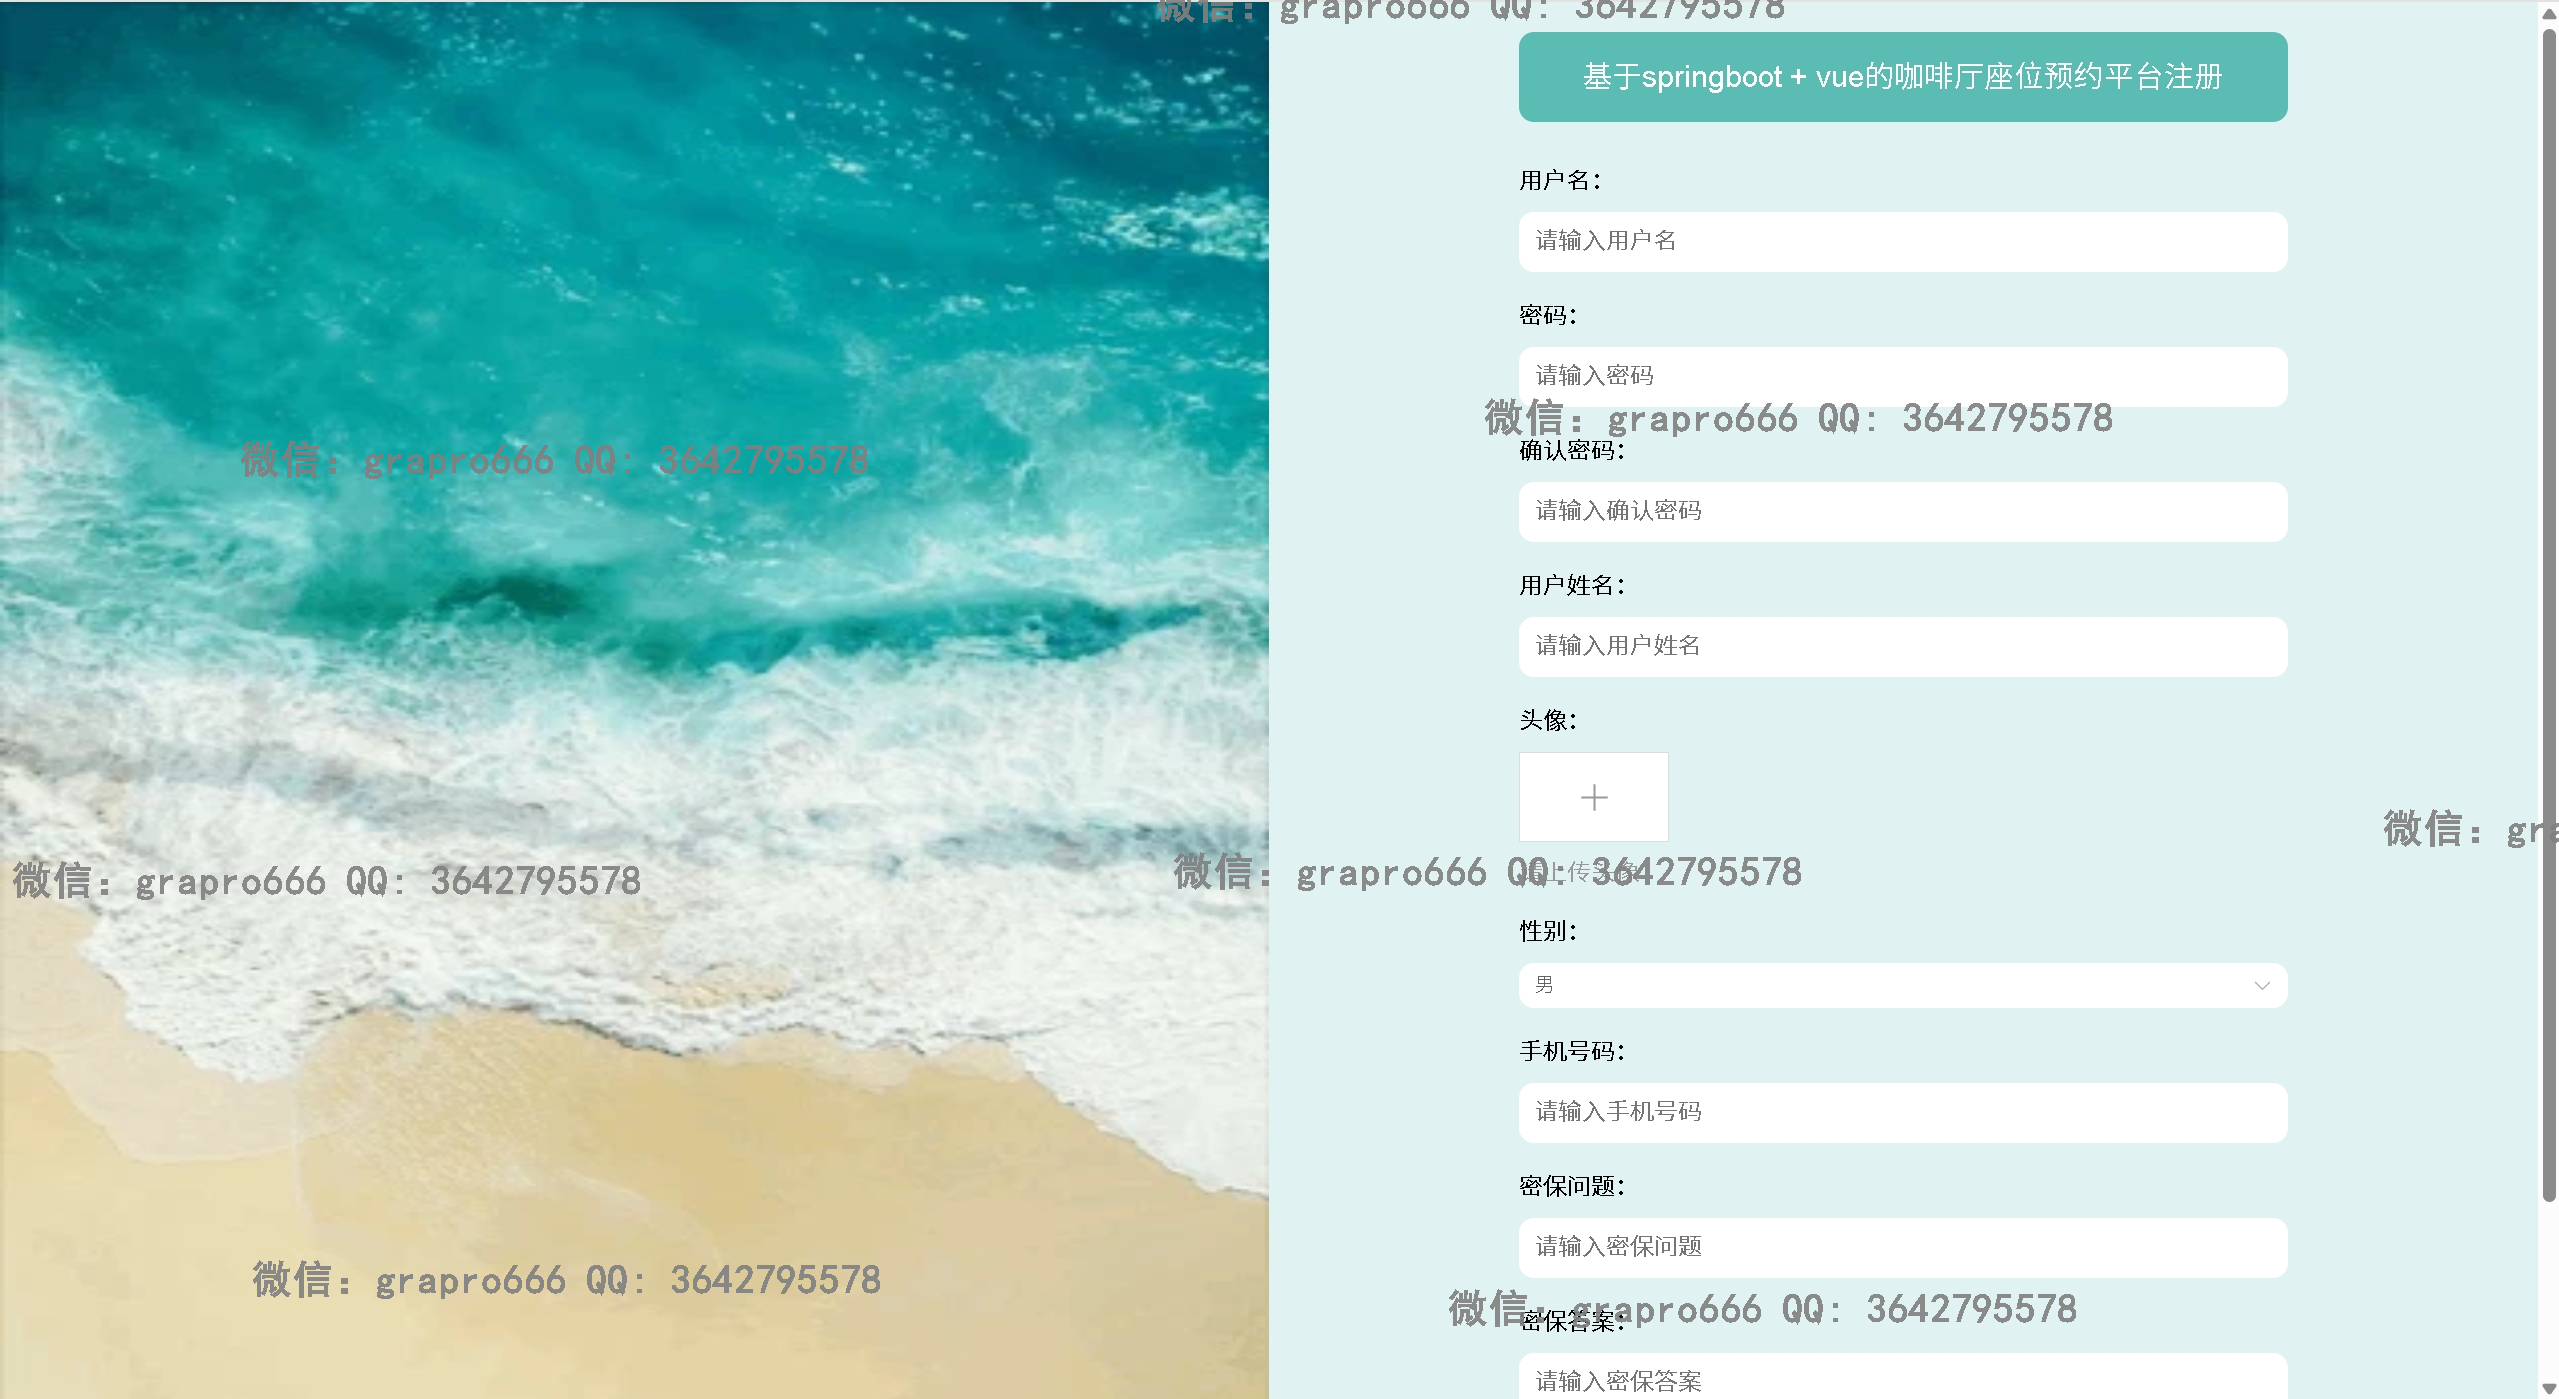 微信: grapro666 QQ: 3642795578
基于springboot + vue的咖啡厅座位预约平台注册
用户名:
请输入用户名
密码:
请输入密码
微信: grapro666 QQ: 3642795578
确认密码:
微信: grapro666 QQ: 3642795578
请输入确认密码
用户姓名:
请输入用户姓名
头像:
微信: gra
请上传头像
微信: grapro666 QQ: 3642795578
微信: grapro666 QQ: 3642795578
性别:
男
手机号码:
请输入手机号码
密保问题:
请输入密保问题
微信: grapro666 QQ: 3642795578
微信: grapro666 QQ: 3642795578
密保答案:
请输入密保答案